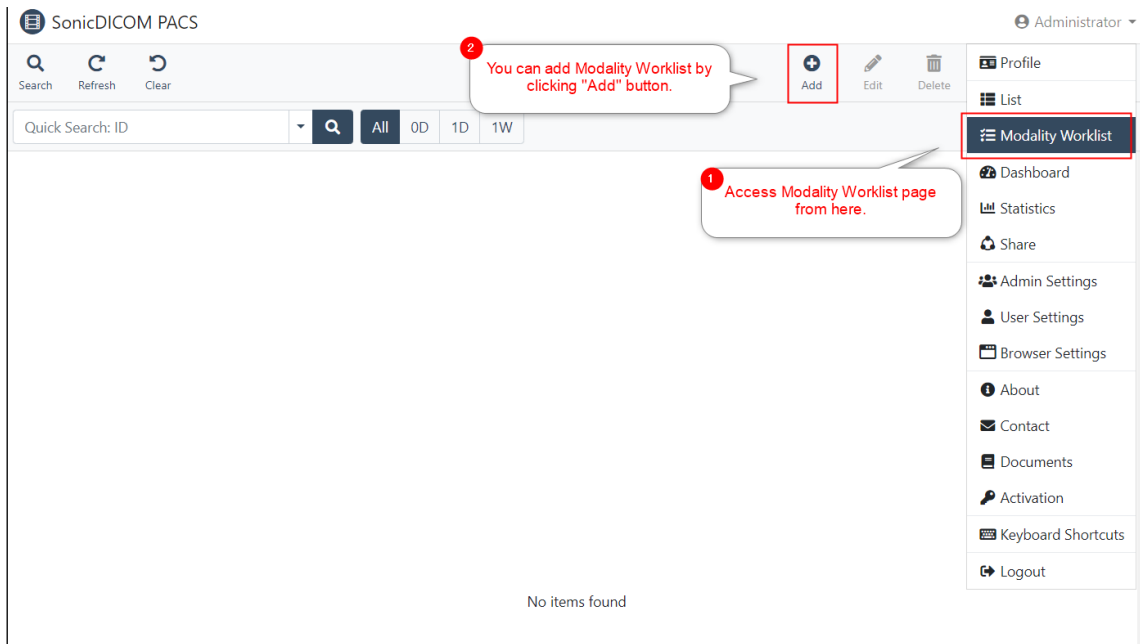 SonicDICOM PACS
Administrator
Search
Refresh
Clear
2
You can add Modality Worklist by
clicking "Add" button.
Add
Edit
Delete
Quick Search: ID
All
0D
1D
1W
1
Access Modality Worklist page
from here.
Profile
List
Modality Worklist
Dashboard
Statistics
Share
Admin Settings
User Settings
Browser Settings
About
Contact
Documents
Activation
Keyboard Shortcuts
Logout
No items found